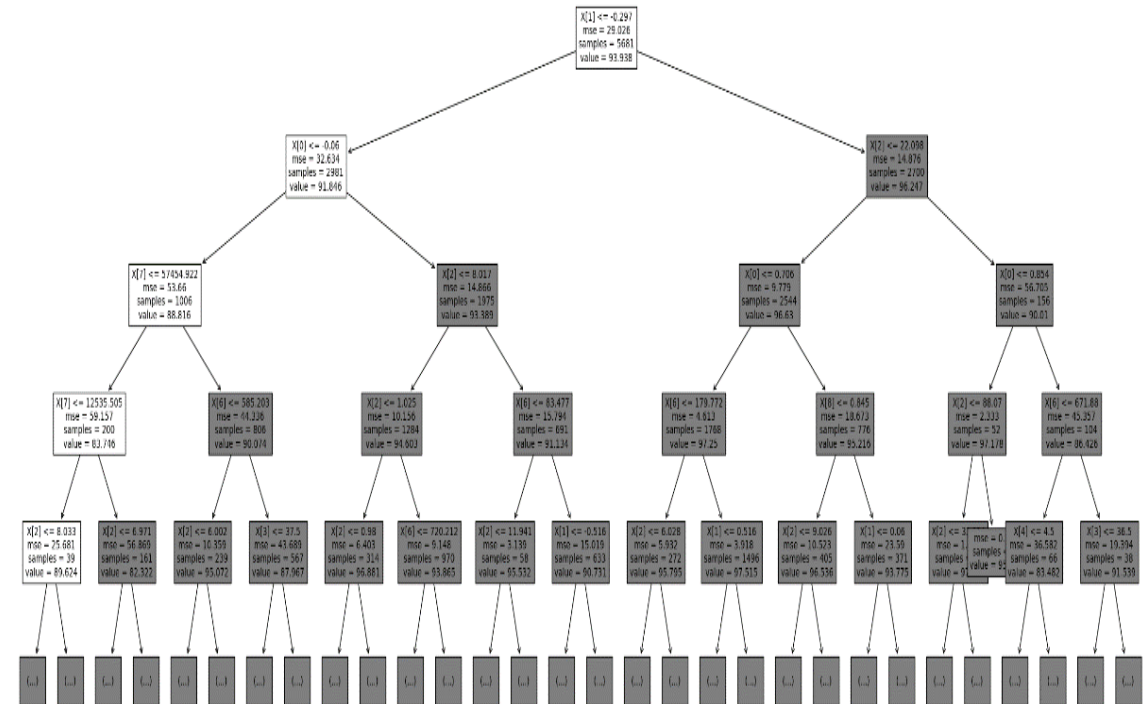 X[1] <= -0.297
mse = 29.026
samples = 5681
value = 93.938
X[0] <= -0.06
mse = 32.634
samples = 2981
value = 91.846
X[2] <= 22.098
mse = 14.876
samples = 2700
value = 96.247
X[7] <= 57454.922
mse = 53.66
samples = 1006
value = 88.816
X[2] <= 8.017
mse = 14.866
samples = 1975
value = 93.389
X[0] <= 0.706
mse = 9.779
samples = 2544
value = 96.63
X[0] <= 0.854
mse = 56.705
samples = 156
value = 90.01
X[7] <= 12535.505
mse = 59.157
samples = 200
value = 83.746
X[6] <= 585.203
mse = 44.336
samples = 806
value = 90.074
X[2] <= 1.025
mse = 10.156
samples = 1284
value = 94.603
X[6] <= 83.477
mse = 15.794
samples = 691
value = 91.134
X[6] <= 179.772
mse = 4.613
samples = 1768
value = 97.25
X[8] <= 0.845
mse = 18.673
samples = 776
value = 95.216
X[2] <= 88.07
mse = 2.333
samples = 52
value = 97.178
X[6] <= 671.88
mse = 45.357
samples = 104
value = 86.426
X[2] <= 8.033
mse = 25.681
samples = 39
value = 89.624
X[2] <= 6.971
mse = 56.869
samples = 161
value = 82.322
X[2] <= 6.002
mse = 10.359
samples = 239
value = 95.072
X[3] <= 37.5
mse = 43.689
samples = 567
value = 87.967
X[2] <= 0.98
mse = 6.403
samples = 314
value = 96.881
X[6] <= 720.212
mse = 9.148
samples = 970
value = 93.865
X[2] <= 11.941
mse = 3.139
samples = 58
value = 95.532
X[1] <= -0.516
mse = 15.019
samples = 633
value = 90.731
X[2] <= 6.028
mse = 5.932
samples = 272
value = 95.795
X[1] <= 0.516
mse = 3.918
samples = 1496
value = 97.515
X[2] <= 9.026
mse = 10.523
samples = 405
value = 96.536
X[1] <= 0.06
mse = 23.59
samples = 371
value = 93.775
X[2] <=
mse =
samples =
value =
mse =
samples
value =
X[4] <= 4.5
mse = 36.582
samples = 66
value = 83.482
X[3] <= 36.5
mse = 19.394
samples = 38
value = 91.539
(...) (...) (...) (...) (...) (...) (...) (...) (...) (...) (...) (...) (...) (...) (...) (...) (...) (...) (...) (...) (...) (...) (...) (...) (...) (...) (...) (...) (...) (...)